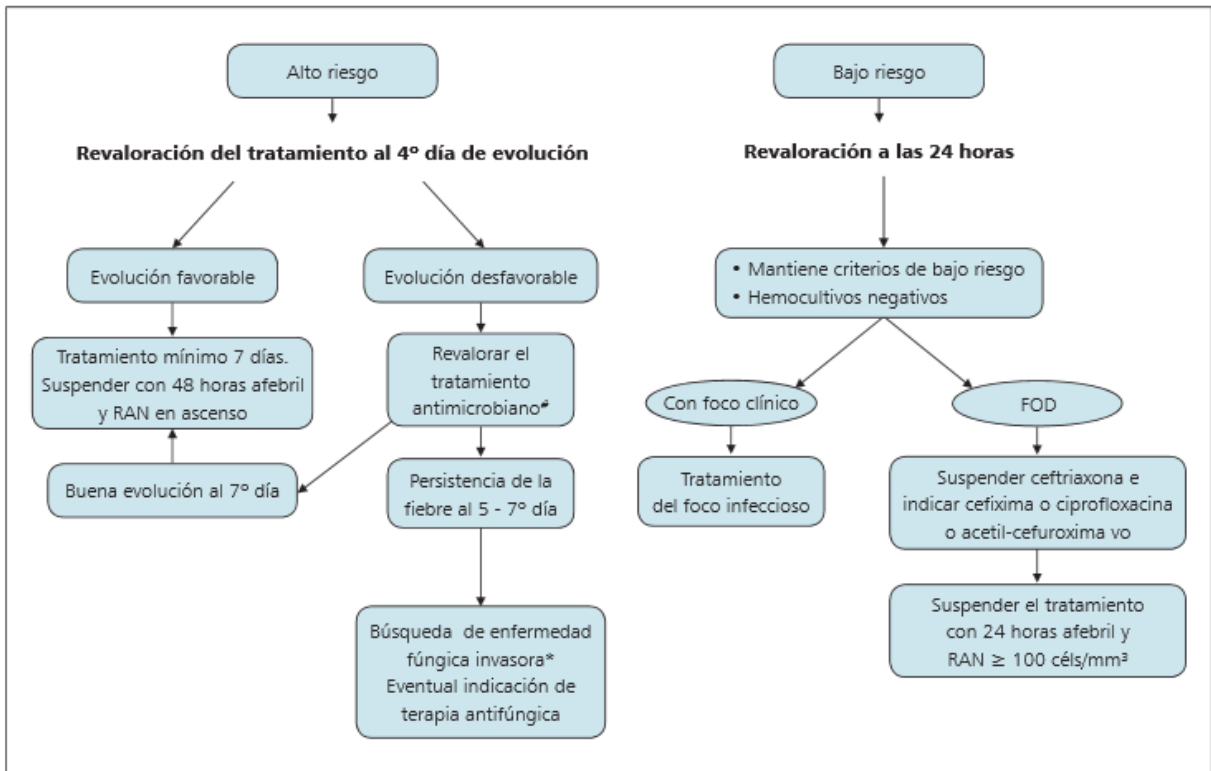 Alto riesgo
Revaloración del tratamiento al 4º día de evolución
Evolución favorable
Evolución desfavorable
Tratamiento mínimo 7 días.
Suspender con 48 horas afebril
y RAN en ascenso
Revalorar el
tratamiento
antimicrobiano#
Buena evolución al 7º día
Persistencia de la
fiebre al 5 - 7º día
Búsqueda de enfermedad
fúngica invasora*
Eventual indicación de
terapia antifúngica
Bajo riesgo
Revaloración a las 24 horas
• Mantiene criterios de bajo riesgo
• Hemocultivos negativos
Con foco clínico
FOD
Tratamiento
del foco infeccioso
Suspender ceftriaxona e
indicar cefixima o ciprofloxacina
o acetil-cefuroxima vo
Suspender el tratamiento
con 24 horas afebril y
RAN ≥ 100 céls/mm³